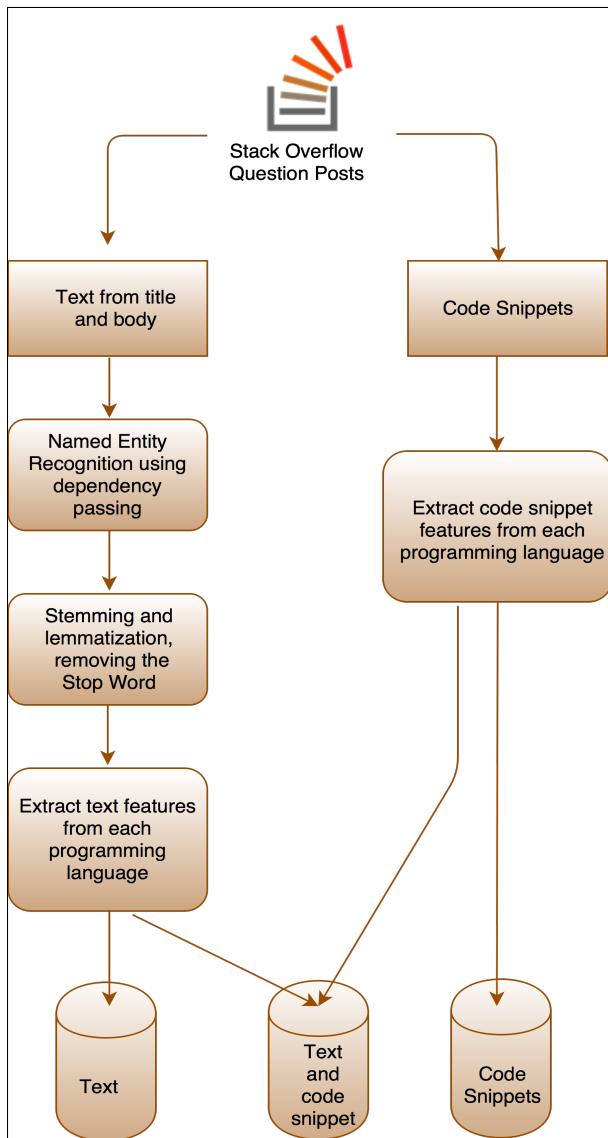 Stack Overflow
Question Posts
Text from title
and body
Code Snippets
Named Entity
Recognition using
dependency
passing
Extract code snippet
features from each
programming language
Stemming and
lemmatization,
removing the
Stop Word
Extract text features
from each
programming
language
Text
Text
and
code
snippet
Code
Snippets